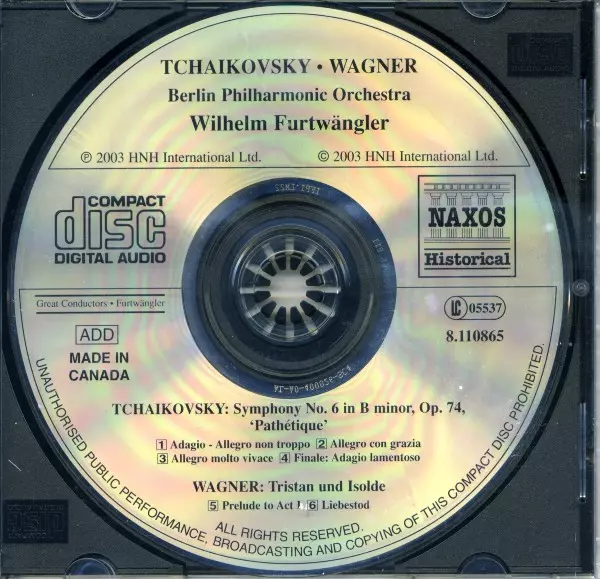 TCHAIKOVSKY • WAGNER
Berlin Philharmonic Orchestra
Wilhelm Furtwängler
℗ 2003 HNH International Ltd. © 2003 HNH International Ltd.
COMPACT
disc
DIGITAL AUDIO
NAXOS
Historical
Great Conductors • Furtwängler
LC 05537
ADD
8.110865
MADE IN
CANADA
TCHAIKOVSKY: Symphony No. 6 in B minor, Op. 74,
‘Pathétique’
1 Adagio - Allegro non troppo 2 Allegro con grazia
3 Allegro molto vivace 4 Finale: Adagio lamentoso
WAGNER: Tristan und Isolde
5 Prelude to Act I 6 Liebestod
ALL RIGHTS RESERVED.
UNAUTHORISED PUBLIC PERFORMANCE, BROADCASTING AND COPYING OF THIS COMPACT DISC PROHIBITED.